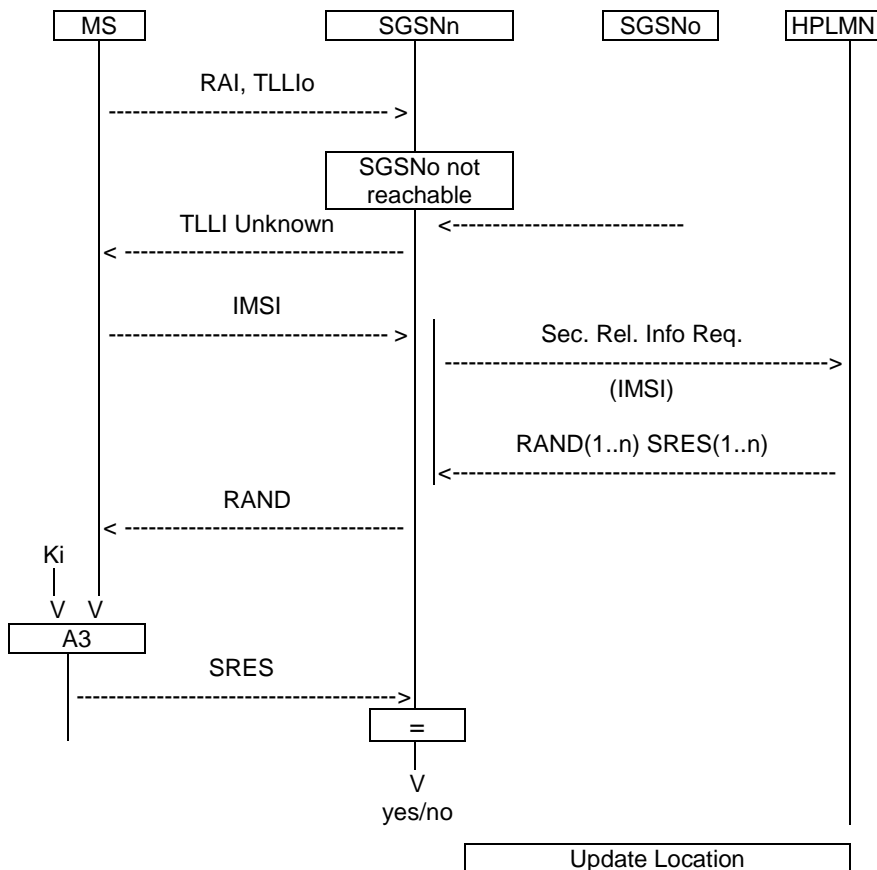 MS SGSNn SGSNo HPLMN
RAI, TLLIo
------------------------------- >
SGSNo not
reachable
TLLI Unknown
<-----------------------
< -------------------------------
IMSI
------------------------------- >
Sec. Rel. Info Req.
--------------------------------------->
(IMSI)
RAND(1..n) SRES(1..n)
<---------------------------------------
RAND
< -------------------------------
Ki
V V
A3
SRES
----------------------------------->
=
V
yes/no
Update Location